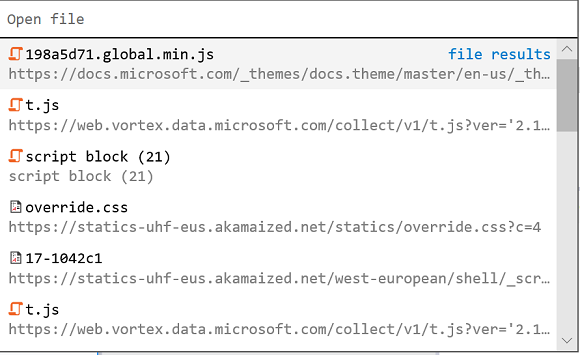 Open file
198a5d71.global.min.js file results
https://docs.microsoft.com/_themes/docs.theme/master/en-us/_th...
t.js
https://web.vortex.data.microsoft.com/collect/v1/t.js?ver='2.1...
script block (21)
script block (21)
override.css
https://statics-uhf-eus.akamaized.net/statics/override.css?c=4
17-1042c1
https://statics-uhf-eus.akamaized.net/west-european/shell/_scr...
t.js
https://web.vortex.data.microsoft.com/collect/v1/t.js?ver='2.1...